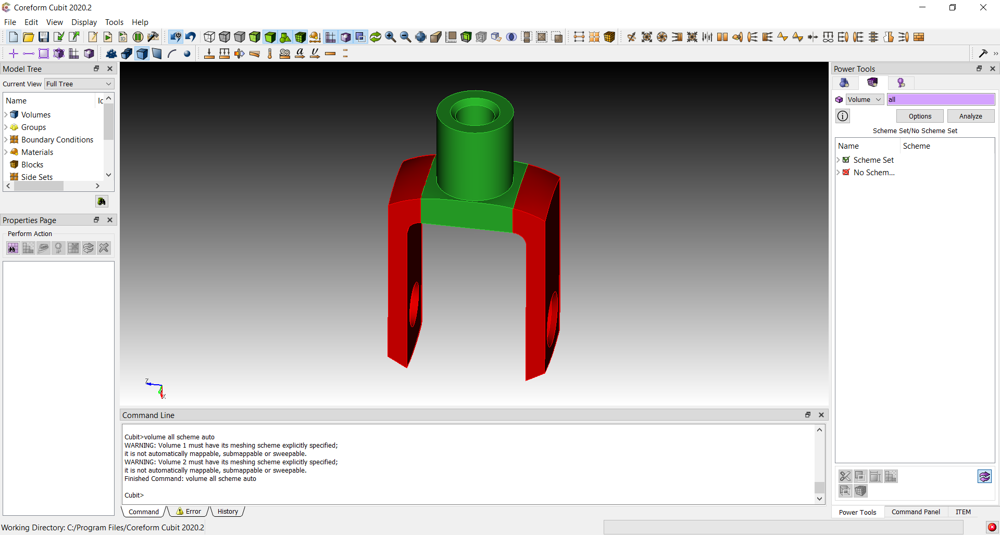 Coreform Cubit 2020.2
File Edit View Display Tools Help
Model Tree
Current View Full Tree
Name Ic
Volumes
Groups
Boundary Conditions
Materials
Blocks
Side Sets
Properties Page
Perform Action
Z
X
Command Line
Cubit>volume all scheme auto
WARNING: Volume 1 must have its meshing scheme explicitly specified;
it is not automatically mappable, submappable or sweepable.
WARNING: Volume 2 must have its meshing scheme explicitly specified;
it is not automatically mappable, submappable or sweepable.
Finished Command: volume all scheme auto
Cubit>
Command Error History
Power Tools
Volume all
Options Analyze
Scheme Set/No Scheme Set
Name Scheme
Scheme Set
No Schem...
Power Tools Command Panel ITEM
Working Directory: C:/Program Files/Coreform Cubit 2020.2